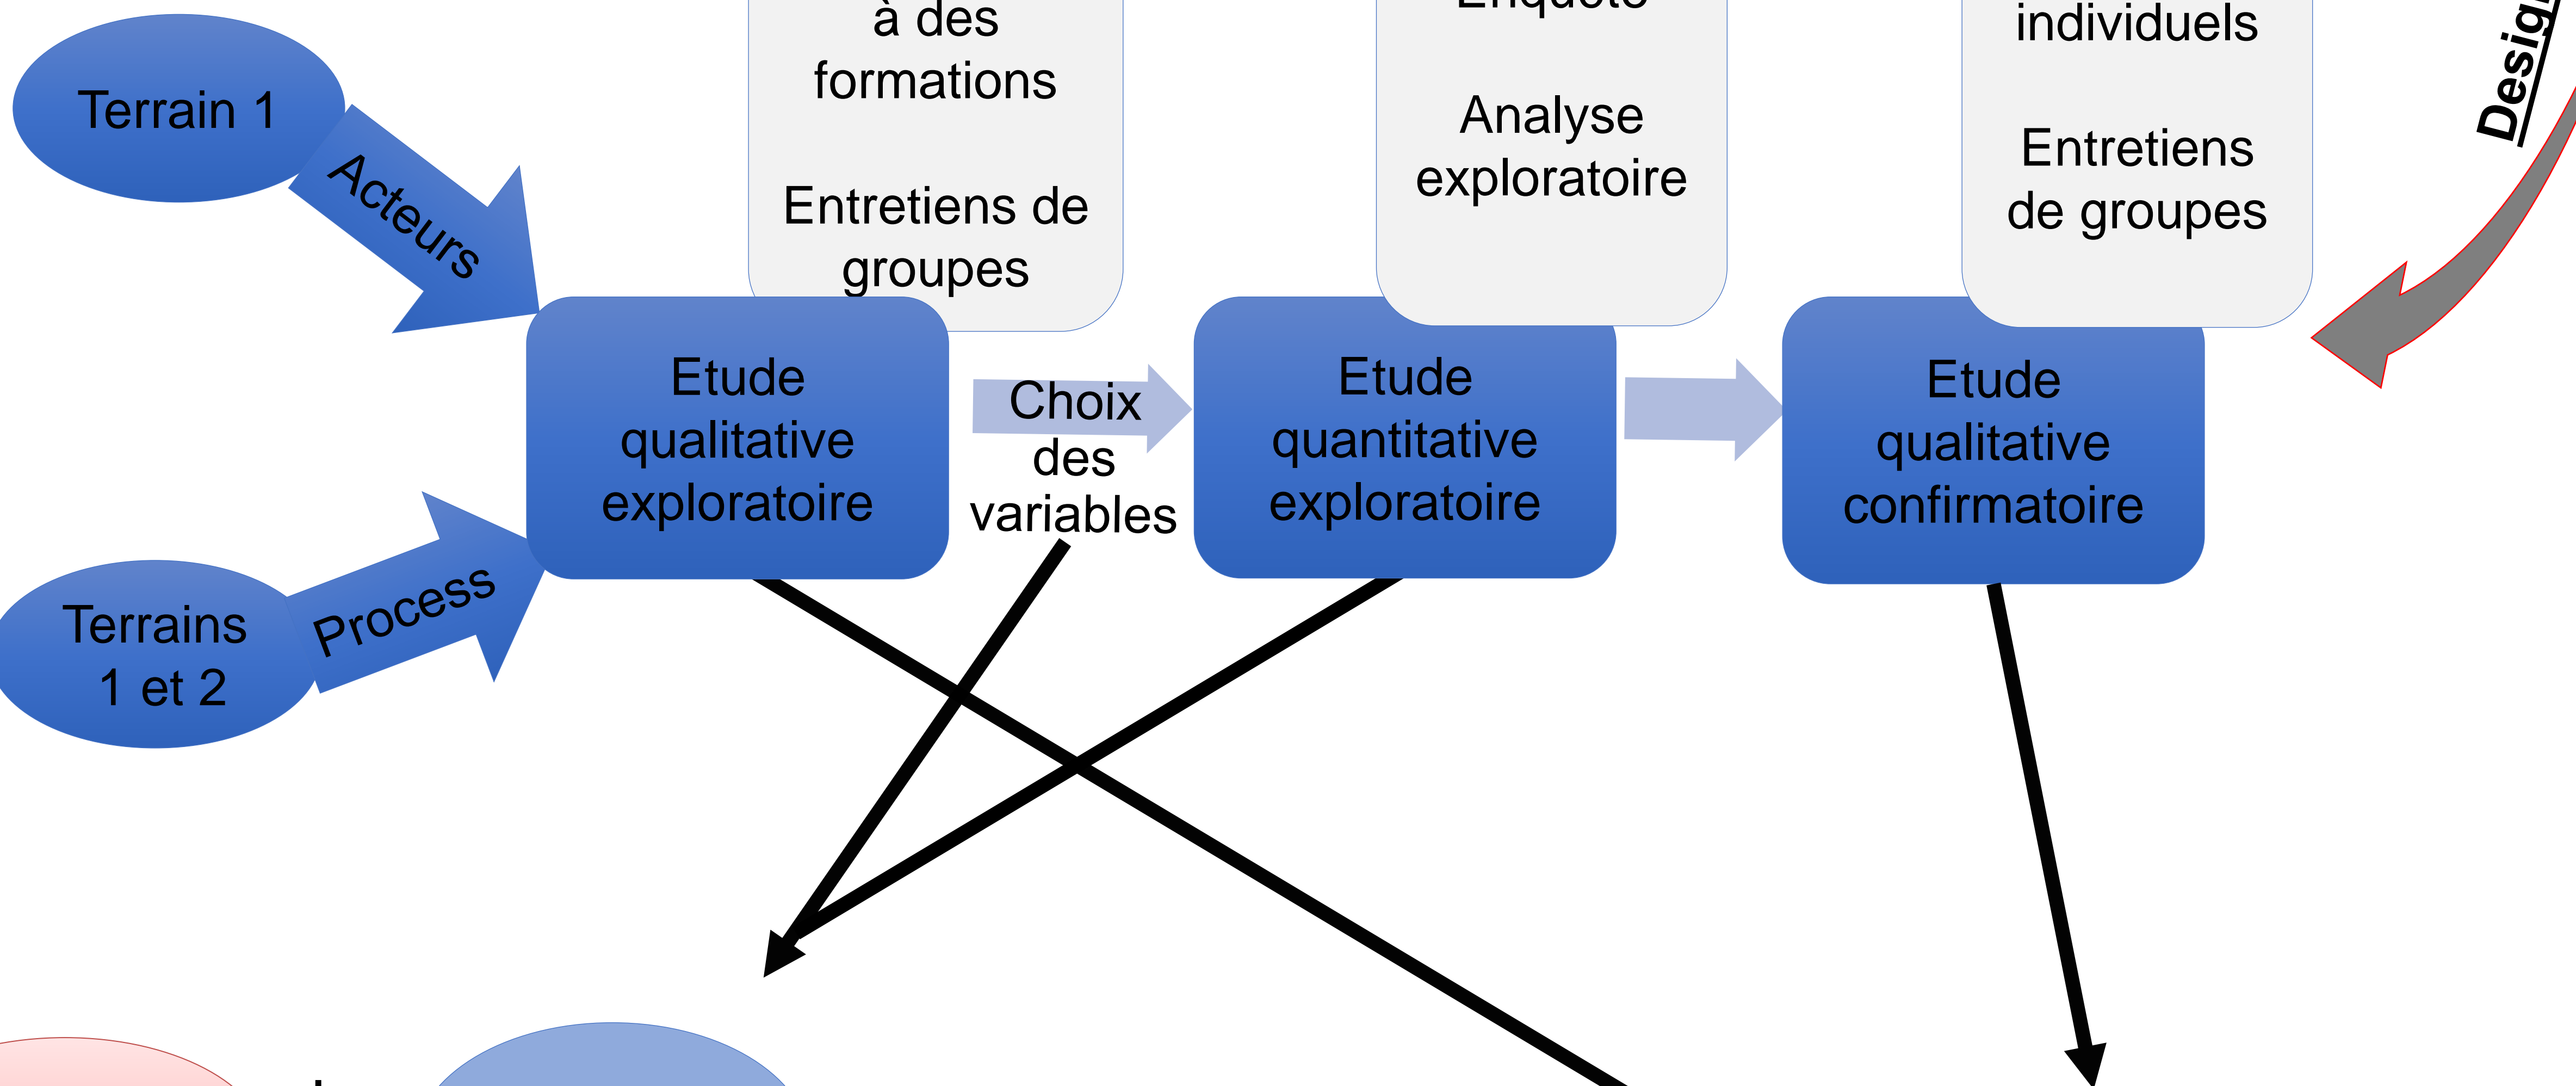 à des
formations
Entretiens de
groupes
Analyse
exploratoire
individuels
Entretiens
de groupes
Terrain 1
Acteurs
Etude
qualitative
exploratoire
Choix
des
variables
Etude
quantitative
exploratoire
Etude
qualitative
confirmatoire
Terrains
1 et 2
Process